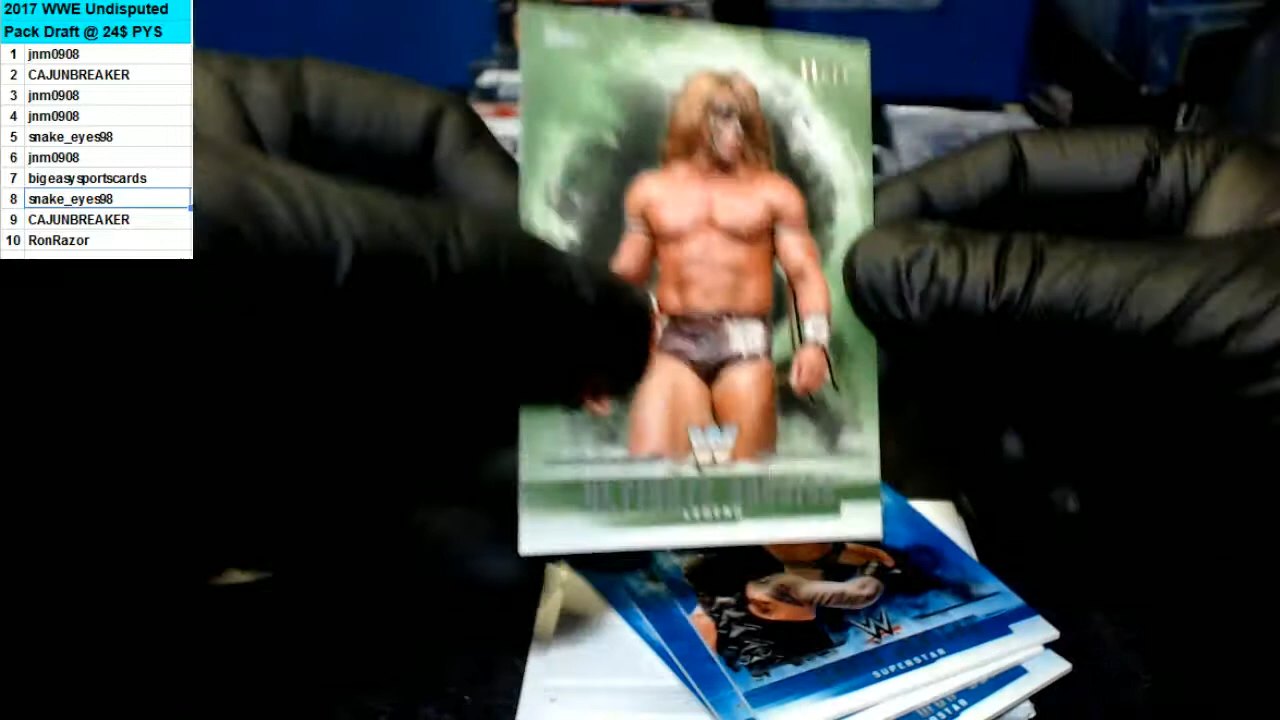 2017 WWE Undisputed
Pack Draft @ 24$ PYS
1 jnm0908
2 CAJUNBREAKER
3 jnm0908
4 jnm0908
5 snake_eyes98
6 jnm0908
7 bigeasysportscards
8 snake_eyes98
9 CAJUNBREAKER
10 RonRazor
LEGEND
W
SUPERSTAR